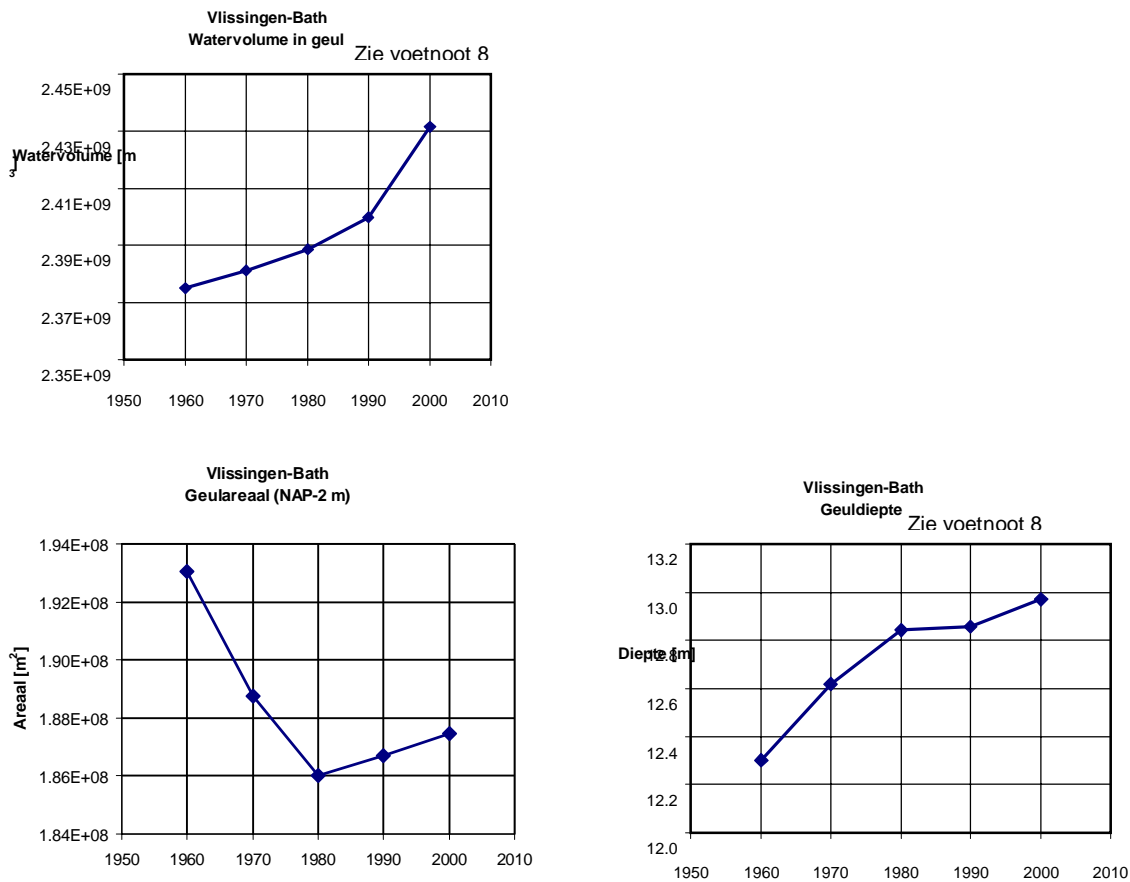 Vlissingen-Bath
Watervolume in geul
Zie voetnoot 8
2.45E+09
2.43E+09
Watervolume [m
3]
2.41E+09
2.39E+09
2.37E+09
2.35E+09
1950 1960 1970 1980 1990 2000 2010
Vlissingen-Bath
Geulareaal (NAP-2 m)
1.94E+08
1.92E+08
1.90E+08
1.88E+08
1.86E+08
1.84E+08
Areaal [m²]
1950 1960 1970 1980 1990 2000 2010
Vlissingen-Bath
Geuldiepte
Zie voetnoot 8
13.2
13.0
12.8
Diepte [m]
12.6
12.4
12.2
12.0
1950 1960 1970 1980 1990 2000 2010